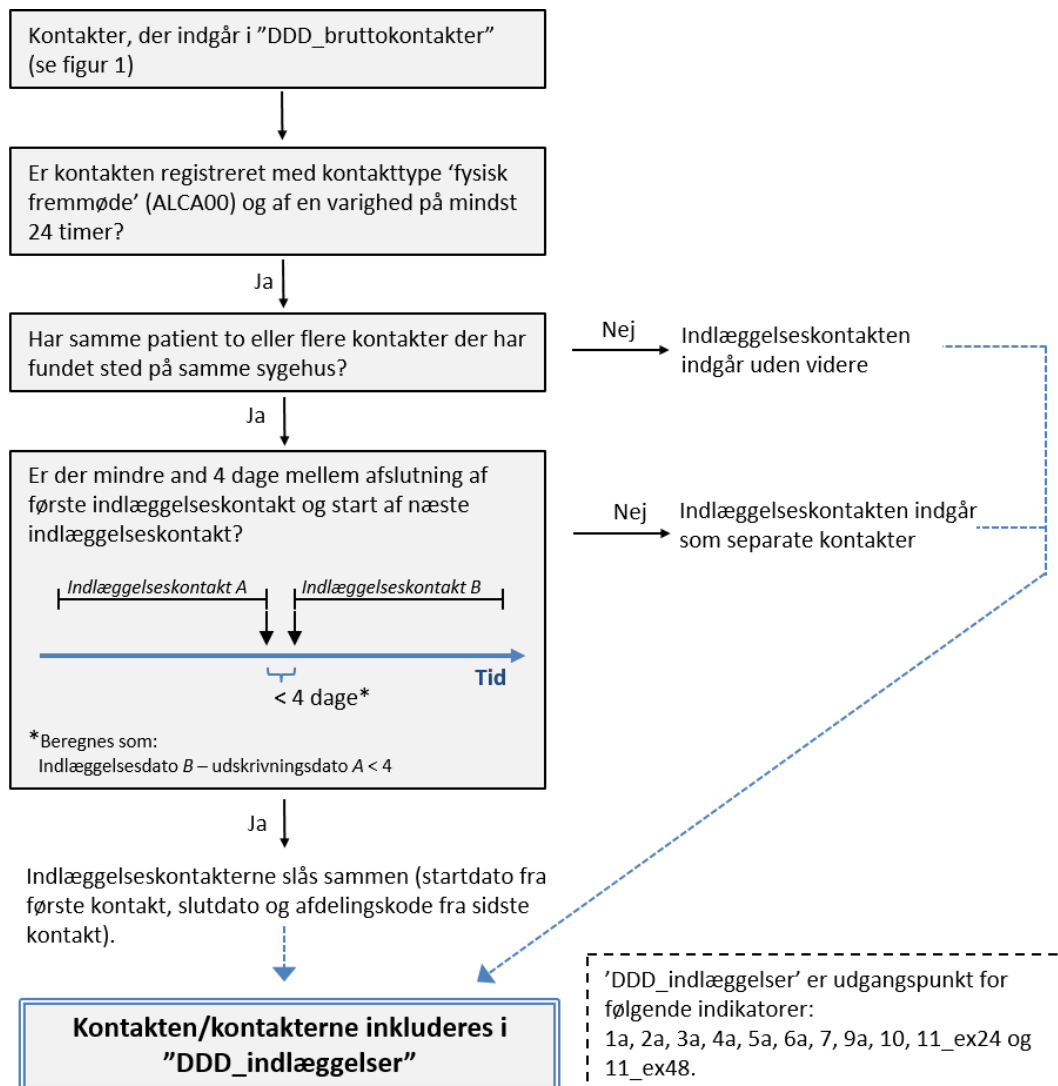 Kontakter, der indgår i ”DDD_bruttokontakter”
(se figur 1)
Er kontakten registreret med kontakttype ‘fysisk
fremmøde’ (ALCA00) og af en varighed på mindst
24 timer?
Ja
Har samme patient to eller flere kontakter der har
fundet sted på samme sygehus?
Nej
Indlæggelseskontakten
indgår uden videre
Ja
Er der mindre and 4 dage mellem afslutning af
første indlæggelseskontakt og start af næste
indlæggelseskontakt?
Nej
Indlæggelseskontakten indgår
som separate kontakter
Indlæggelseskontakt A
Indlæggelseskontakt B
Tid
< 4 dage*
*Beregnes som:
Indlæggelsesdato B – udskrivningsdato A < 4
Ja
Indlæggelseskontakterne slås sammen (startdato fra
første kontakt, slutdato og afdelingskode fra sidste
kontakt).
Kontakten/kontakterne inkluderes i
”DDD_indlæggelser”
’DDD_indlæggelser’ er udgangspunkt for
følgende indikatorer:
1a, 2a, 3a, 4a, 5a, 6a, 7, 9a, 10, 11_ex24 og
11_ex48.